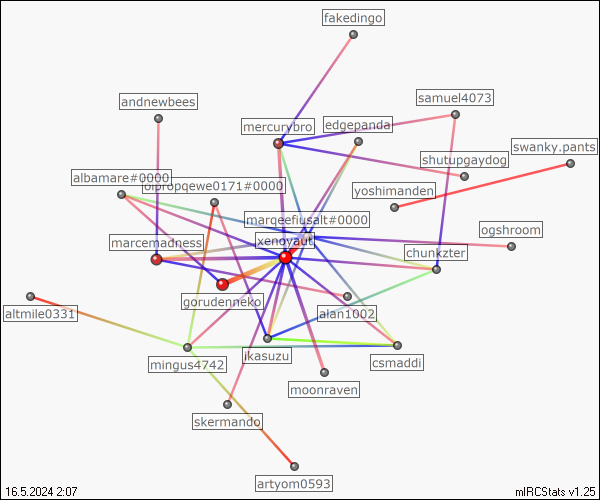 fakedingo
andnewbees
samuel4073
mercurybro
edgepanda
swanky.pants
shutupgaydog
albamare#0000
oipropqewe0171#0000
yoshimanden
marqeefiusalt#0000
ogshroom
marcemadness
xenoyaut
chunkzter
gorudenneko
altmile0331
alan1002
ikasuzu
mingus4742
csmaddi
moonraven
skermando
artyom0593
16.5.2024 2:07
mIRCStats v1.25